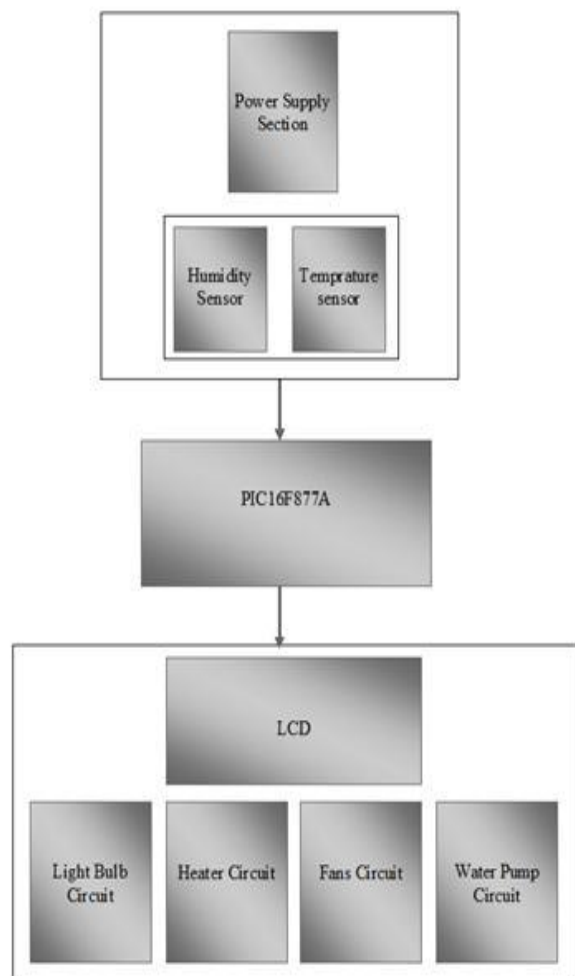 Power Supply
Section
Humidity
Sensor
Temprature
sensor
PIC16F877A
LCD
Light Bulb
Circuit
Heater Circuit
Fans Circuit
Water Pump
Circuit